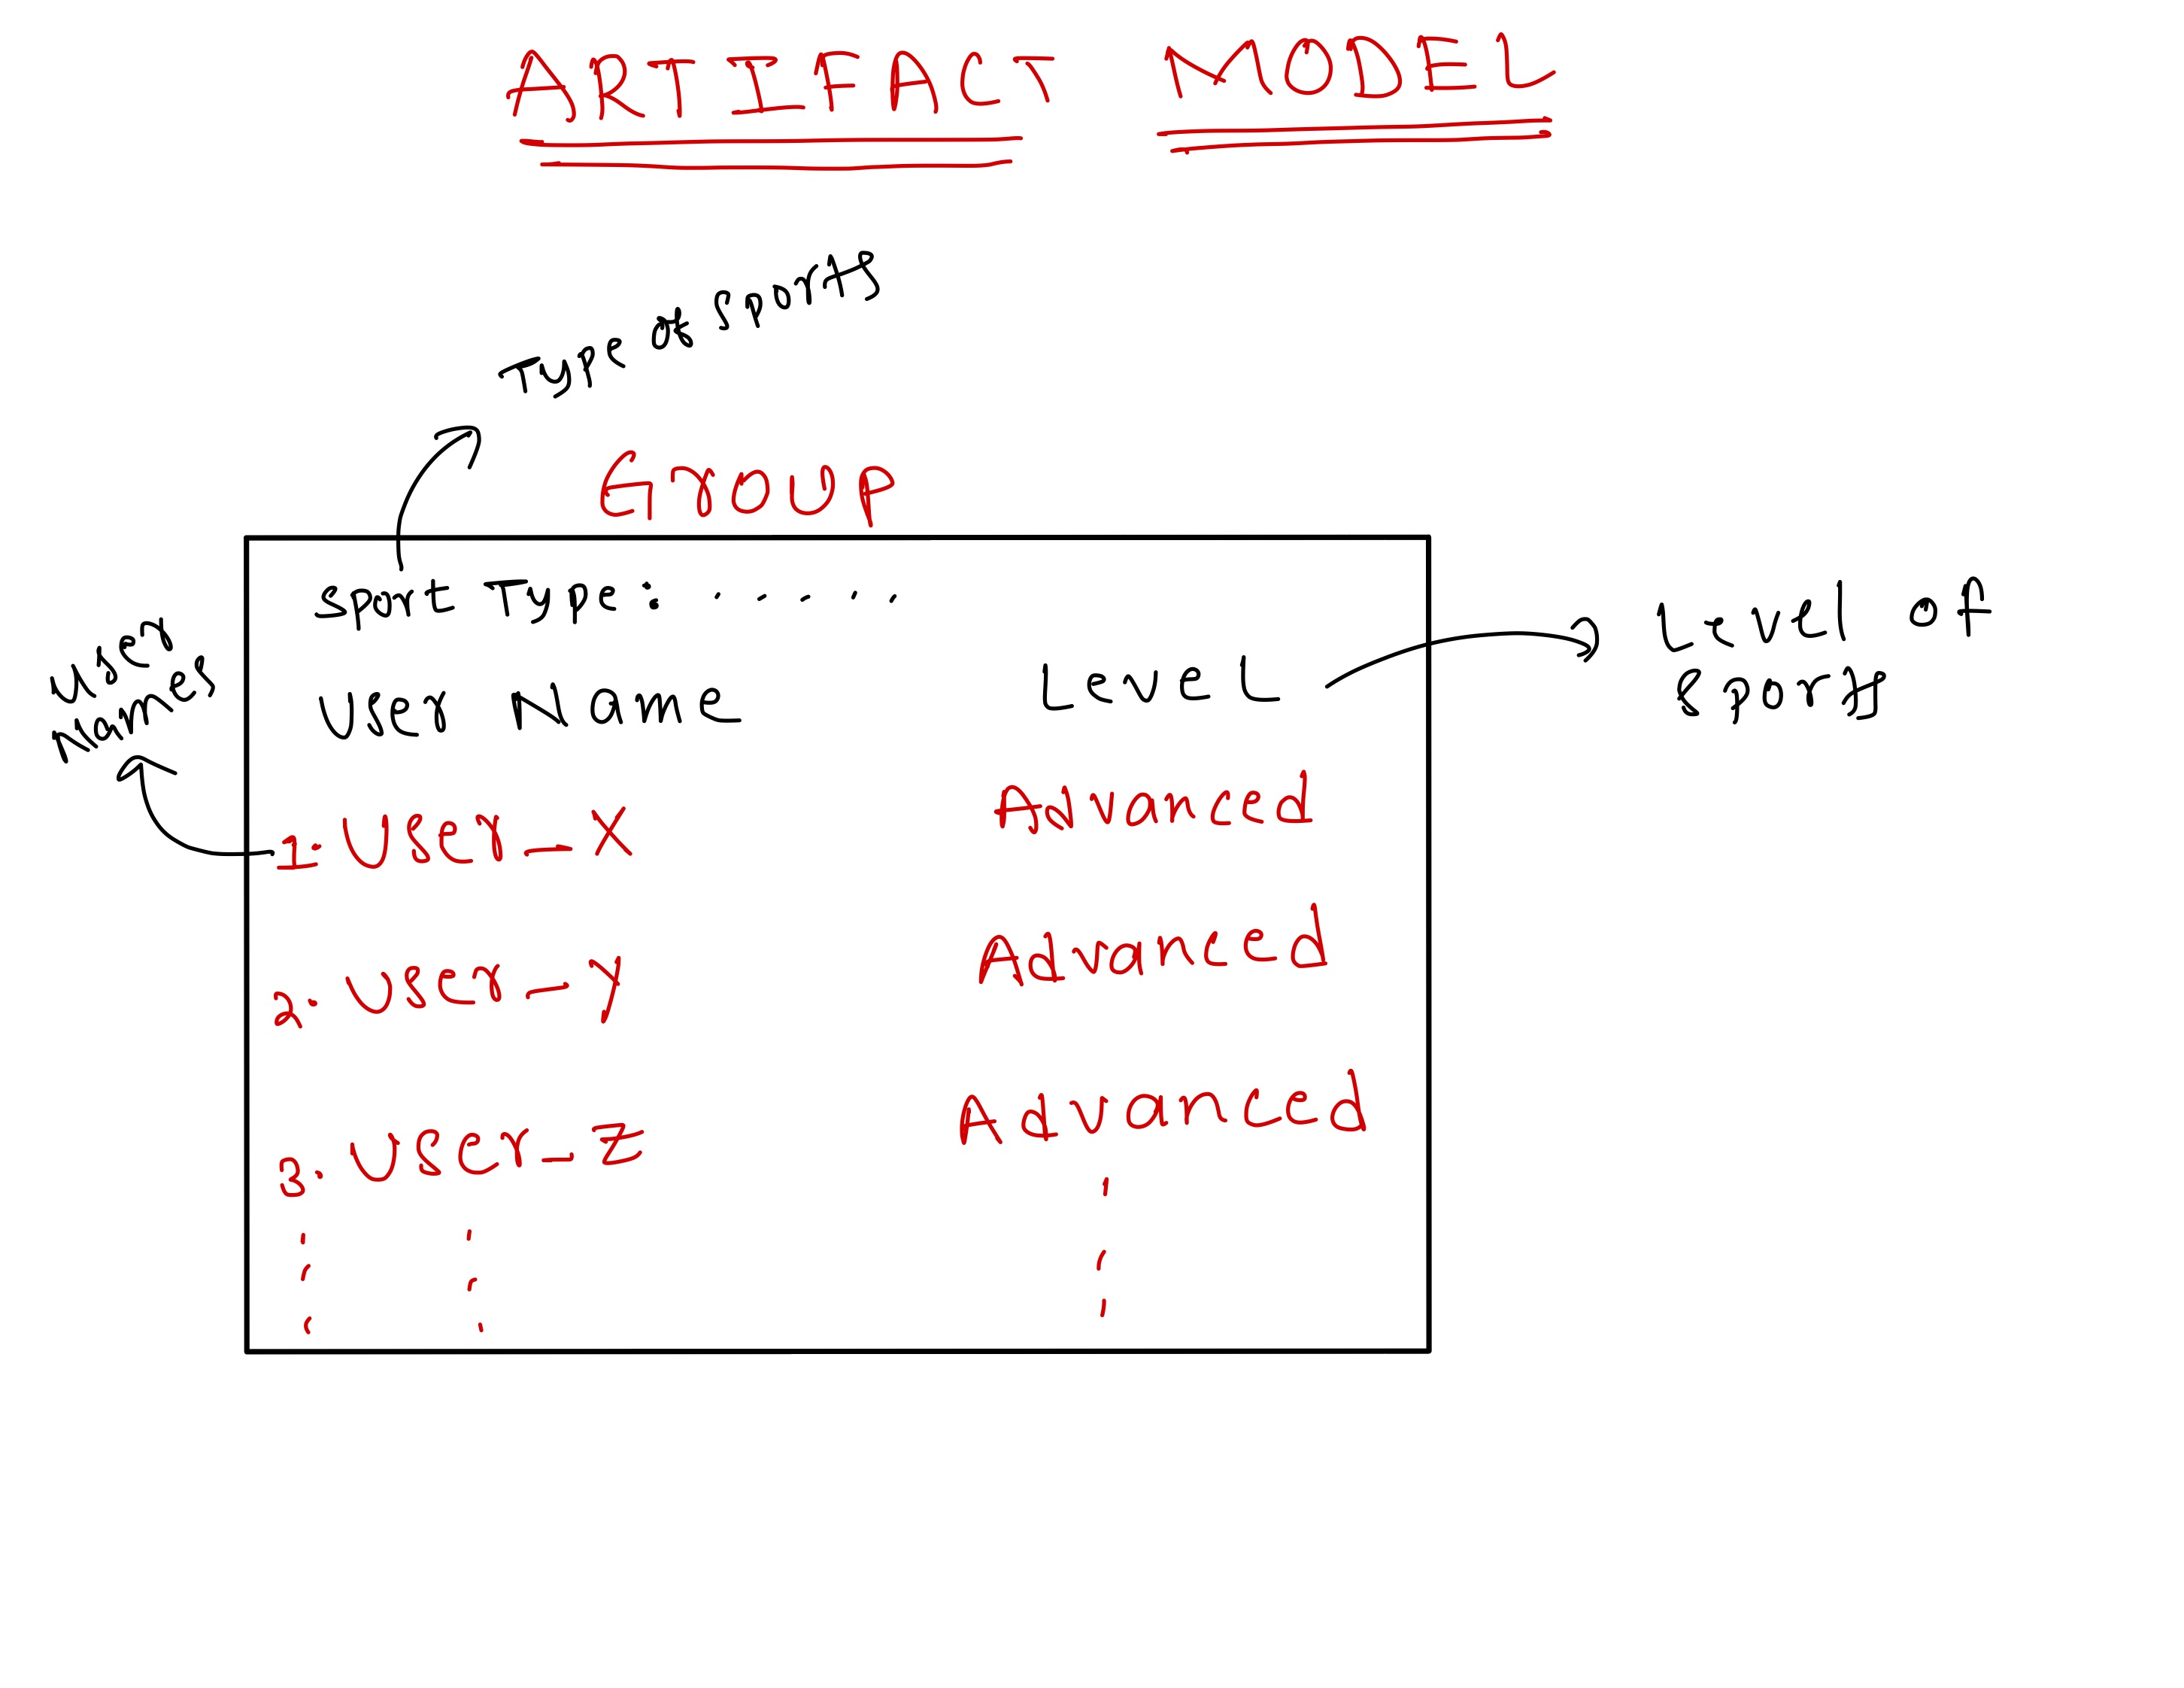 ARTIFACT MODEL
Type of sports
Group
Sport Type: ......
User Name Level
Level of
Sports
User
Names
1. User_X Advanced
2. User_Y Advanced
3. User_Z Advanced